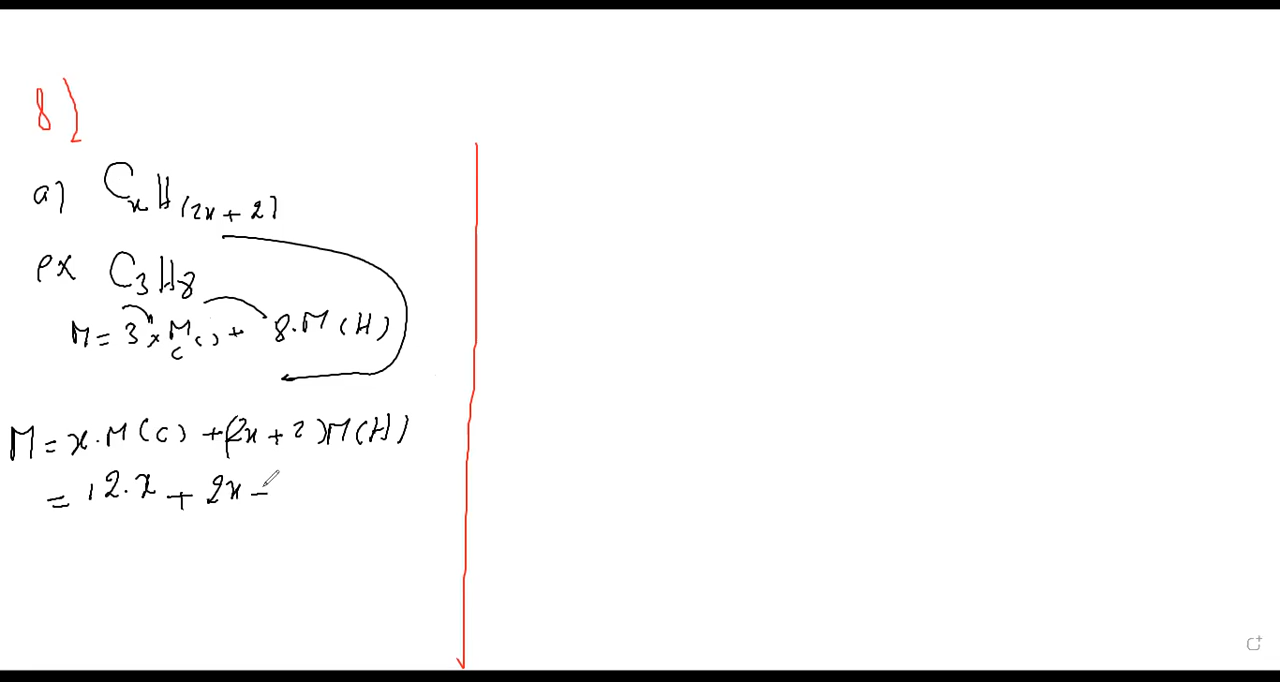 8)
a) CxH(2x+2)
ex C3H8
M = 3 x M(C) + 8.M(H)
M = x.M(C) + (2x+2)M(H)
= 12.x + 2x -